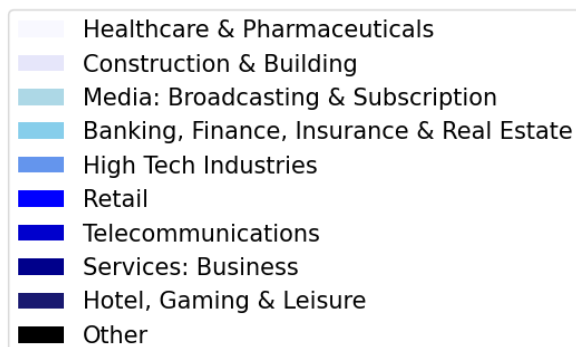 Healthcare & Pharmaceuticals
Construction & Building
Media: Broadcasting & Subscription
Banking, Finance, Insurance & Real Estate
High Tech Industries
Retail
Telecommunications
Services: Business
Hotel, Gaming & Leisure
Other